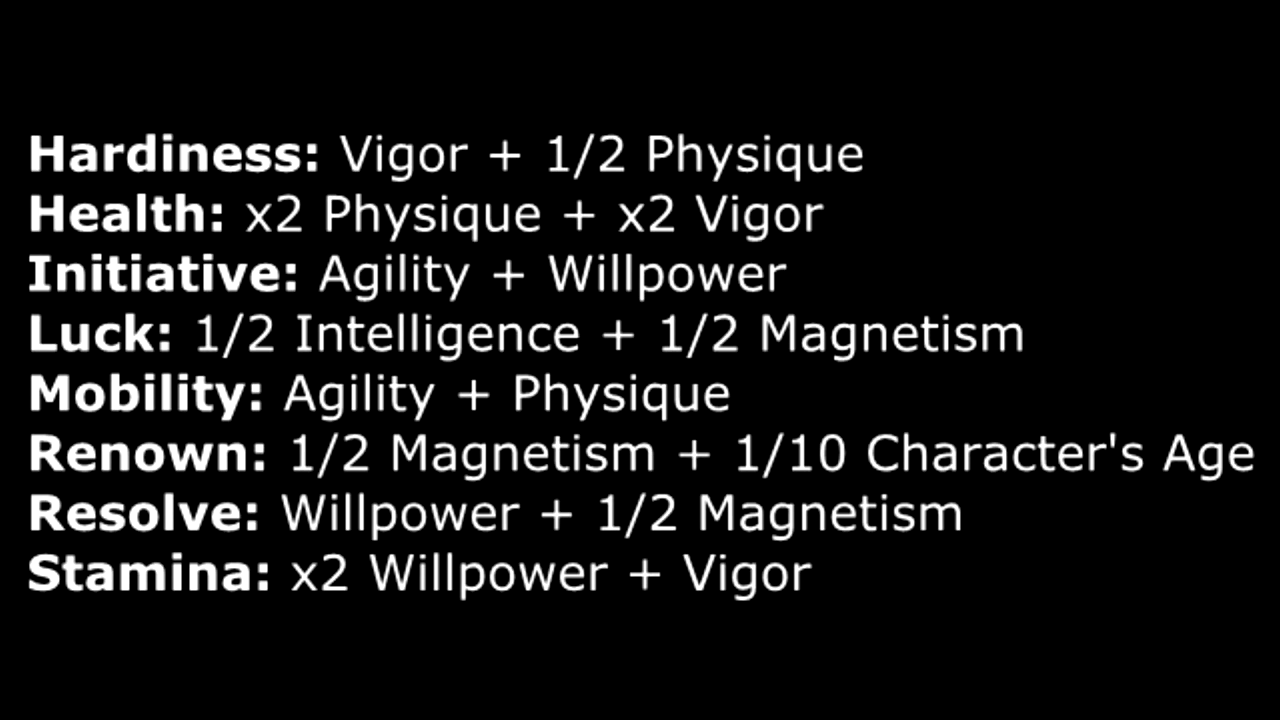 Hardiness: Vigor + 1/2 Physique
Health: x2 Physique + x2 Vigor
Initiative: Agility + Willpower
Luck: 1/2 Intelligence + 1/2 Magnetism
Mobility: Agility + Physique
Renown: 1/2 Magnetism + 1/10 Character's Age
Resolve: Willpower + 1/2 Magnetism
Stamina: x2 Willpower + Vigor